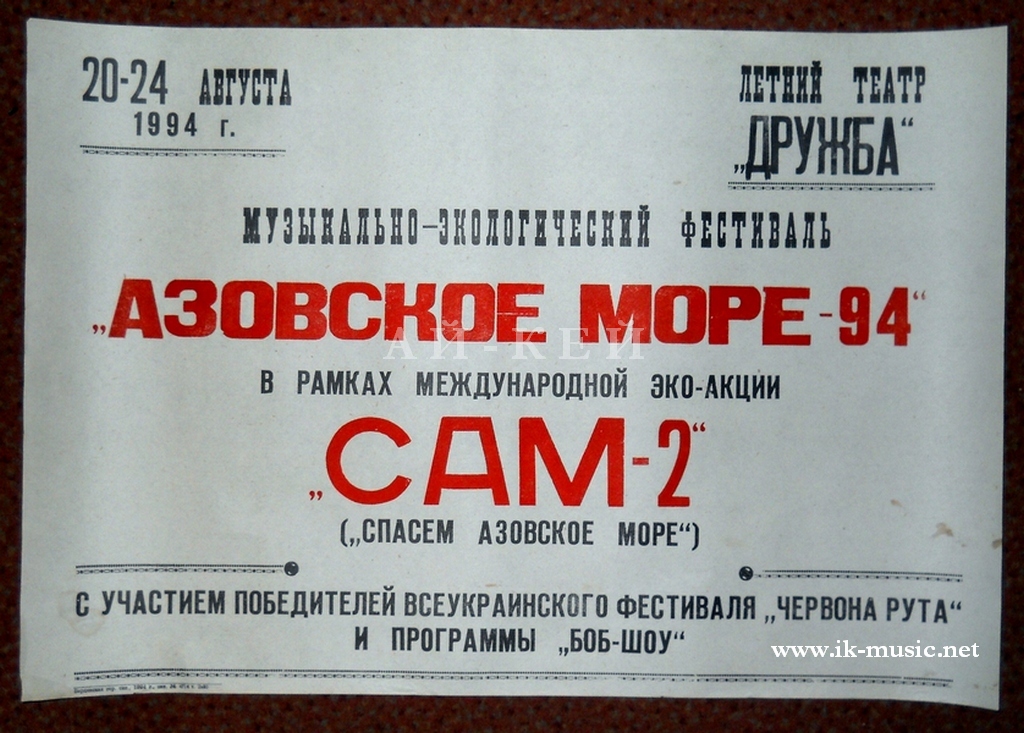 20-24 АВГУСТА
1994 г.
ЛЕТНИЙ ТЕАТР
„ДРУЖБА“
МУЗЫКАЛЬНО-ЭКОЛОГИЧЕСКИЙ ФЕСТИВАЛЬ
„АЗОВСКОЕ МОРЕ-94“
АЙ-КЕЙ
В РАМКАХ МЕЖДУНАРОДНОЙ ЭКО-АКЦИИ
„САМ-2“
(„СПАСЕМ АЗОВСКОЕ МОРЕ“)
С УЧАСТИЕМ ПОБЕДИТЕЛЕЙ ВСЕУКРАИНСКОГО ФЕСТИВАЛЯ „ЧЕРВОНА РУТА“
И ПРОГРАММЫ „БОБ-ШОУ“
www.ik-music.net